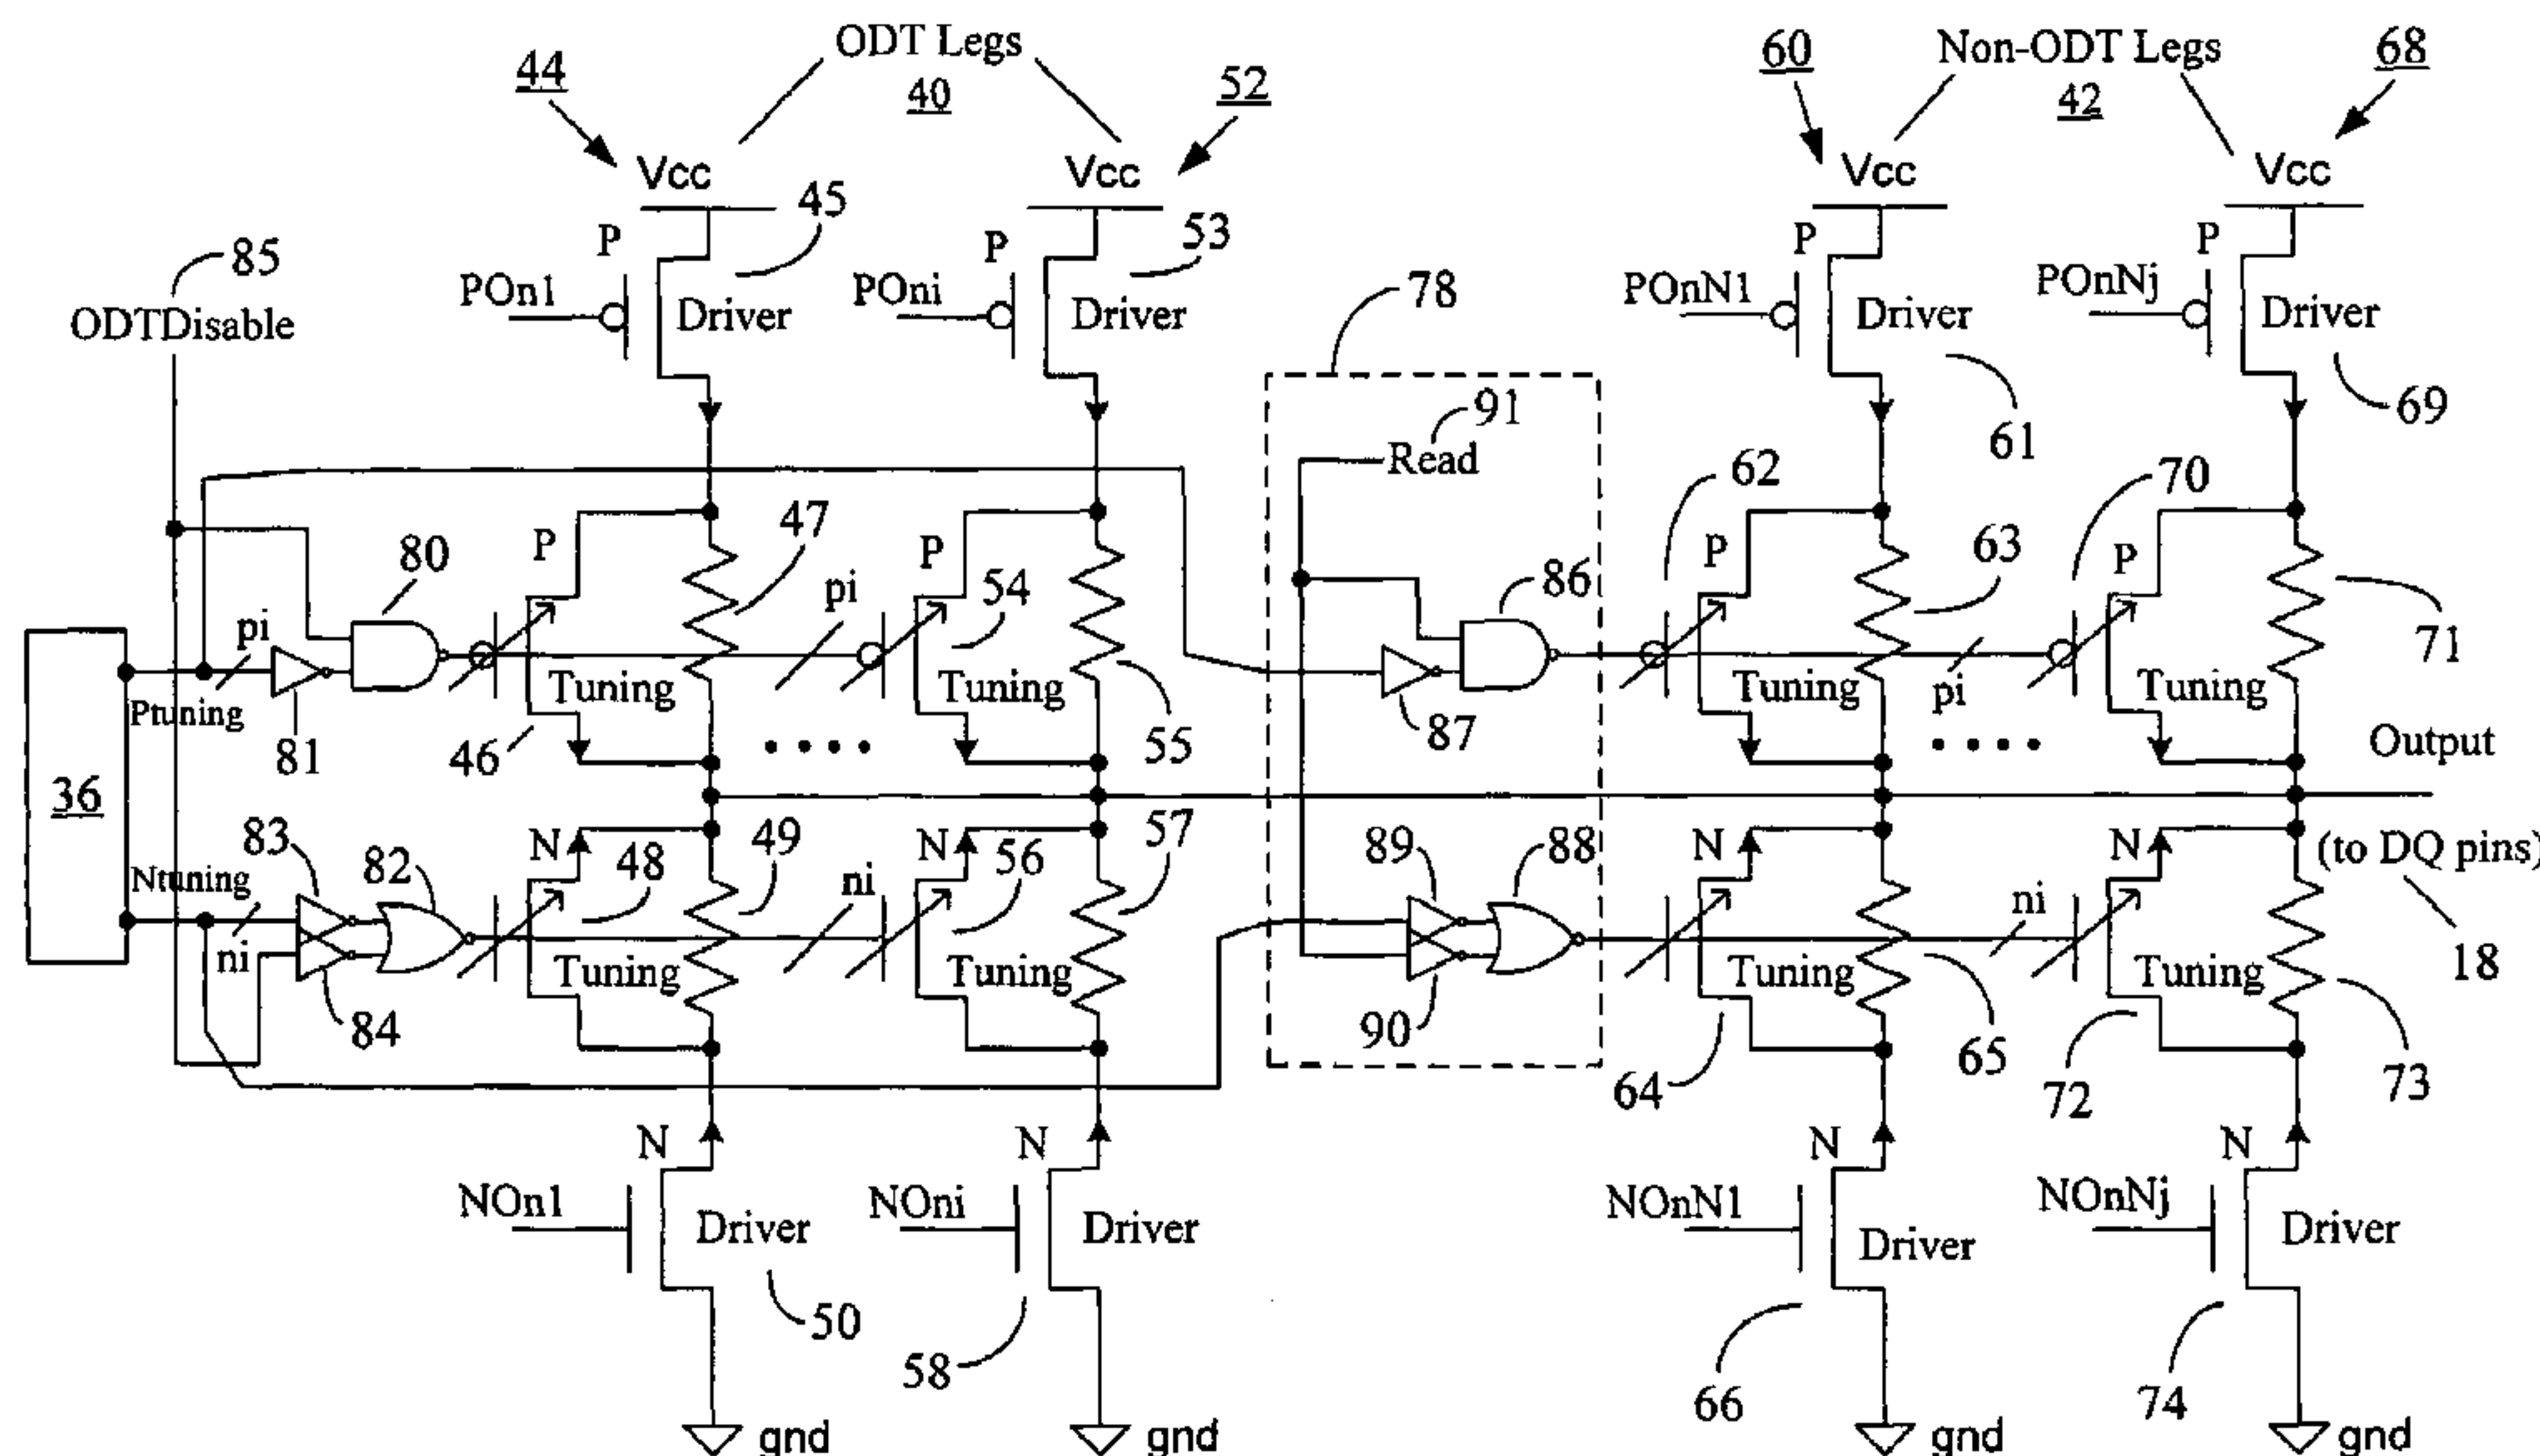 ODT Legs
40
44
52
60
Non-ODT Legs
42
68
Vcc
Vcc
Vcc
Vcc
45
53
85
ODTDisable
P
P
P
P
POn1
POni
POnN1
POnNj
Driver
Driver
Driver
Driver
78
91
Read
61
69
62
70
47
63
80
P
P
P
P
pi
pi
54
86
71
Ptuning
81
46
Tuning
Tuning
55
87
Tuning
pi
Tuning
Output
36
83
82
N
48
49
N
56
57
89
88
N
N
(to DQ pins)
Ntuning
ni
ni
ni
84
Tuning
Tuning
90
Tuning
Tuning
18
64
65
72
73
N
N
N
N
NOn1
NOni
NOnN1
NOnNj
Driver
Driver
Driver
Driver
50
58
66
74
gnd
gnd
gnd
gnd